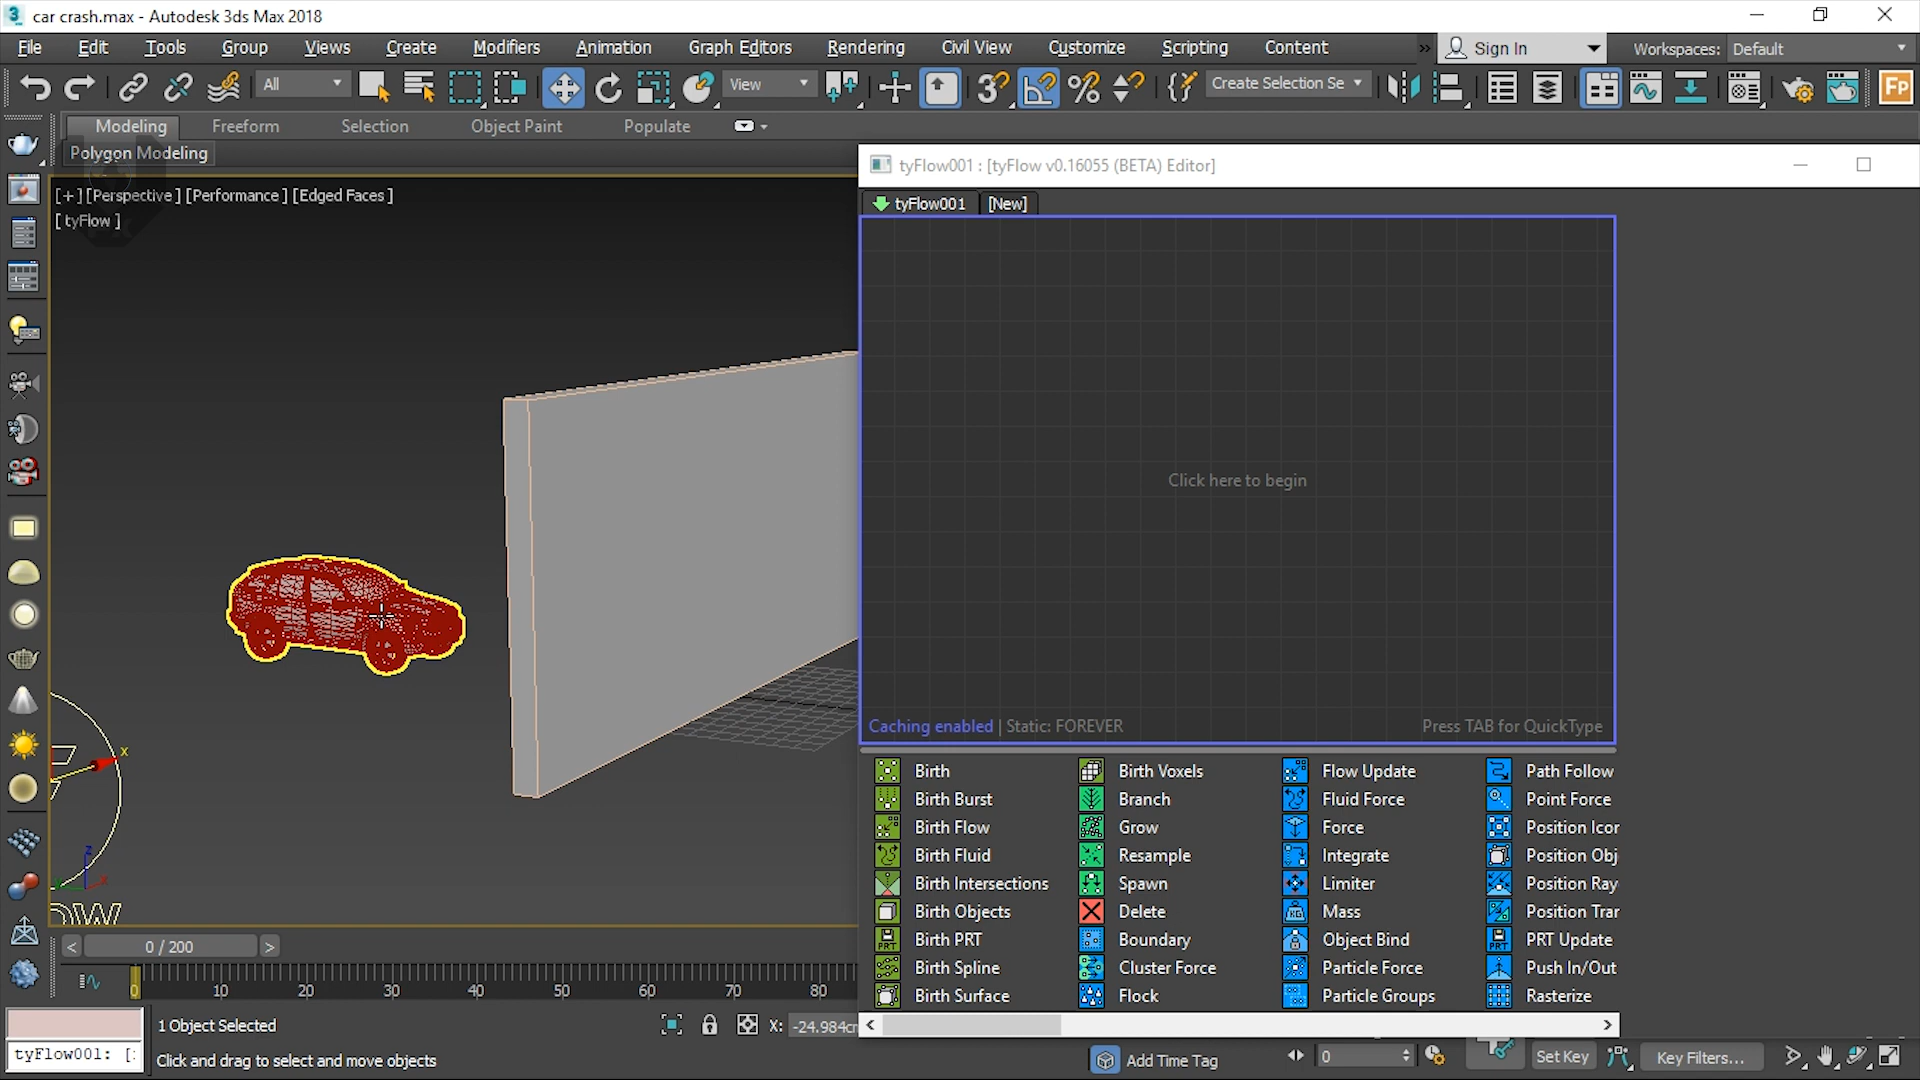 car crash.max - Autodesk 3ds Max 2018
File Edit Tools Group Views Create Modifiers Animation Graph Editors Rendering Civil View Customize Scripting Content » Sign In Workspaces: Default
All View Create Selection Se Fp
Modeling Freeform Selection Object Paint Populate
Polygon Modeling
tyFlow001 : [tyFlow v0.16055 (BETA) Editor]
[+] [Perspective ] [Performance ] [Edged Faces ]
[ tyFlow ]
tyFlow001 [New]
Click here to begin
Caching enabled | Static: FOREVER Press TAB for QuickType
x
z
x
Birth Birth Voxels Flow Update Path Follow
Birth Burst Branch Fluid Force Point Force
Birth Flow Grow Force Position Icon
Birth Fluid Resample Integrate Position Obj
Birth Intersections Spawn Limiter Position Ray
Birth Objects Delete Mass Position Tran
Birth PRT Boundary Object Bind PRT Update
Birth Spline Cluster Force Particle Force Push In/Out
Birth Surface Flock Particle Groups Rasterize
< 0 / 200 >
0 10 20 30 40 50 60 70 80
1 Object Selected X: -24.984cm
tyFlow001: [
Click and drag to select and move objects
Add Time Tag 0 Set Key Key Filters...